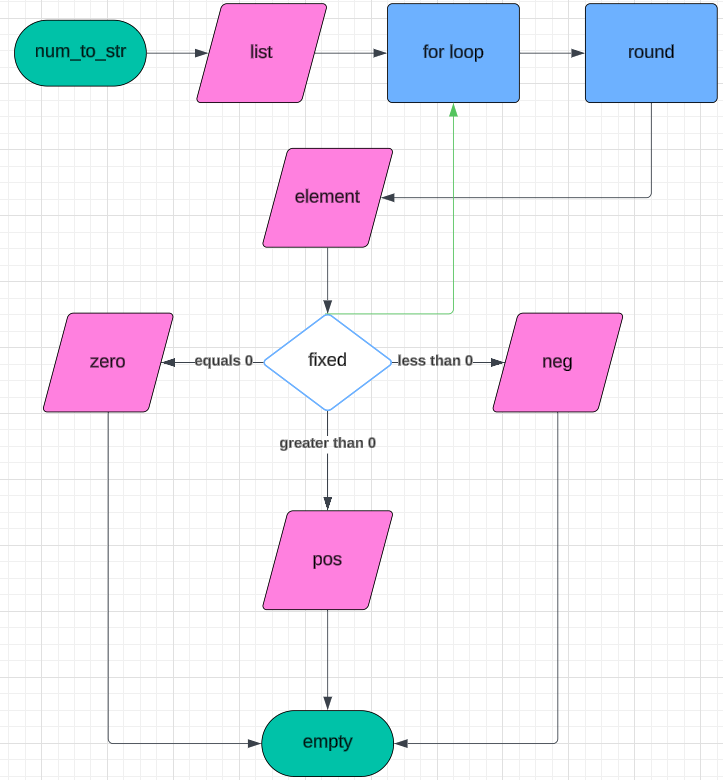 num_to_str
list
for loop
round
element
zero
equals 0
fixed
less than 0
neg
greater than 0
pos
empty